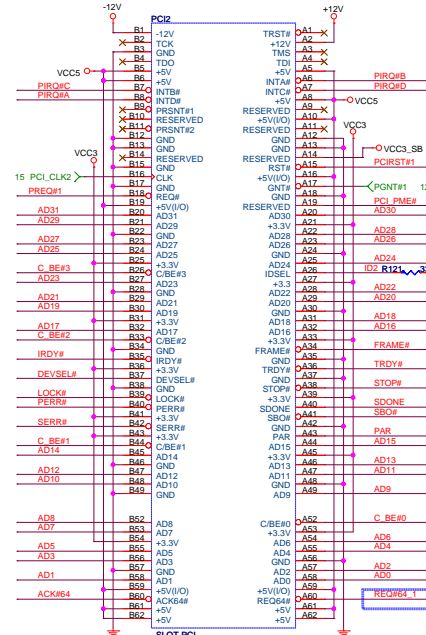 -12V +12V
PCI2
B1 -12V TRST# A1
B2 TCK +12V A2
B3 GND TMS A3
B4 TDO TDI A4
VCC5 B5 +5V +5V A5
B6 +5V INTA# A6 PIRQ#B
PIRQ#C B7 INTB# INTC# A7 PIRQ#D
PIRQ#A B8 INTD# +5V A8 VCC5
B9 PRSNT#1 RESERVED A9
B10 RESERVED +5V(I/O) A10
B11 PRSNT#2 RESERVED A11
VCC3
B12 GND GND A12
B13 GND GND A13
B14 RESERVED RESERVED A14 VCC3_SB
VCC3 B15 GND RST# A15 PCIRST#1
15 PCI_CLK2 B16 CLK +5V(I/O) A16
B17 GND GNT# A17 PGNT#1
PREQ#1 B18 REQ# GND A18
B19 +5V(I/O) RESERVED A19 PCI_PME#
AD31 B20 AD31 AD30 A20 AD30
AD29 B21 AD29 +3.3V A21
B22 GND AD28 A22 AD28
AD27 B23 AD27 AD26 A23 AD26
AD25 B24 AD25 GND A24
B25 +3.3V AD24 A25 AD24
C_BE#3 B26 C/BE#3 IDSEL A26 ID2 R121
AD23 B27 AD23 +3.3 A27
B28 GND AD22 A28 AD22
AD21 B29 AD21 AD20 A29 AD20
AD19 B30 AD19 GND A30
B31 +3.3V AD18 A31 AD18
AD17 B32 AD17 AD16 A32 AD16
C_BE#2 B33 C/BE#2 +3.3V A33
B34 GND FRAME# A34 FRAME#
IRDY# B35 IRDY# GND A35
B36 +3.3V TRDY# A36 TRDY#
DEVSEL# B37 DEVSEL# GND A37
B38 GND STOP# A38 STOP#
LOCK# B39 LOCK# +3.3V A39
PERR# B40 PERR# SDONE A40 SDONE
B41 +3.3V SBO# A41 SBO#
SERR# B42 SERR# GND A42
B43 +3.3V PAR A43 PAR
C_BE#1 B44 C/BE#1 AD15 A44 AD15
AD14 B45 AD14 +3.3V A45
B46 GND AD13 A46 AD13
AD12 B47 AD12 AD11 A47 AD11
AD10 B48 AD10 GND A48
B49 GND AD9 A49 AD9
AD8 B52 AD8 C/BE#0 A52 C_BE#0
AD7 B53 AD7 +3.3V A53
B54 +3.3V AD6 A54 AD6
AD5 B55 AD5 AD4 A55 AD4
AD3 B56 AD3 GND A56
B57 GND AD2 A57 AD2
AD1 B58 AD1 AD0 A58 AD0
B59 +5V(I/O) +5V(I/O) A59
ACK#64 B60 ACK64# REQ64# A60 REQ#64_1
B61 +5V +5V A61
B62 +5V +5V A62
SLOT PCI